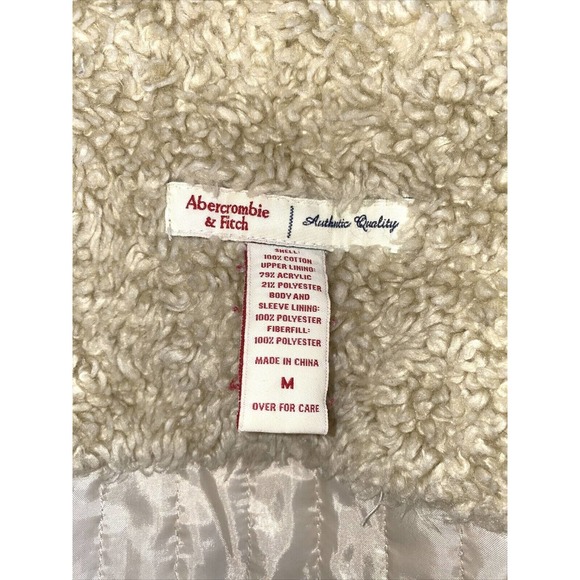 Abercrombie
& Fitch
Authentic Quality
SHELL:
100% COTTON
UPPER LINING:
79% ACRYLIC
21% POLYESTER
BODY AND
SLEEVE LINING:
100% POLYESTER
FIBERFILL:
100% POLYESTER
MADE IN CHINA
M
OVER FOR CARE